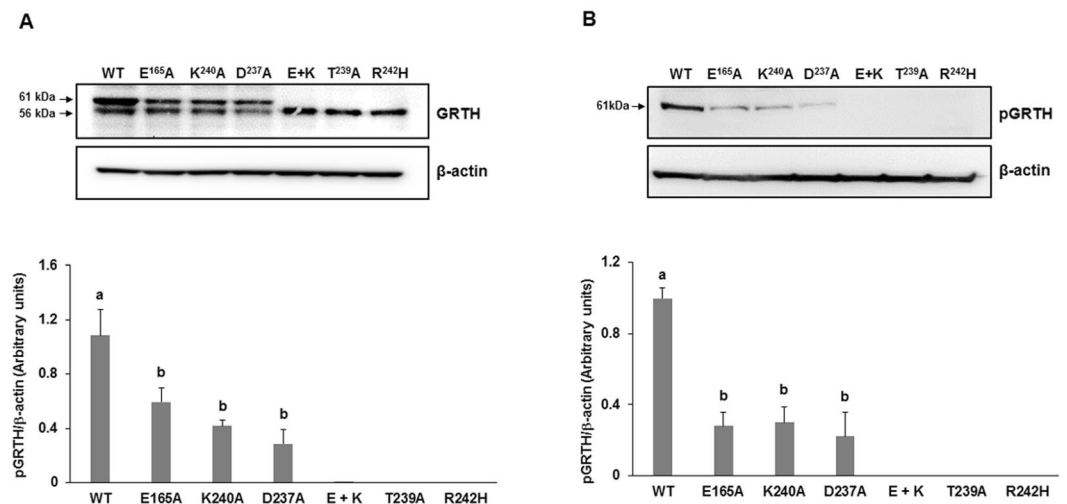 A
WT E¹⁶⁵A K²⁴⁰A D²³⁷A E+K T²³⁹A R²⁴²H
61 kDa
56 kDa
GRTH
β-actin
pGRTH/β-actin (Arbitrary units)
1.6
1.2
0.8
0.4
0
a
b
b
b
WT E165A K240A D237A E + K T239A R242H
B
WT E¹⁶⁵A K²⁴⁰A D²³⁷A E+K T²³⁹A R²⁴²H
61kDa
pGRTH
β-actin
pGRTH/β-actin (Arbitrary units)
1.2
0.8
0.4
0
a
b
b
b
WT E165A K240A D237A E + K T239A R242H